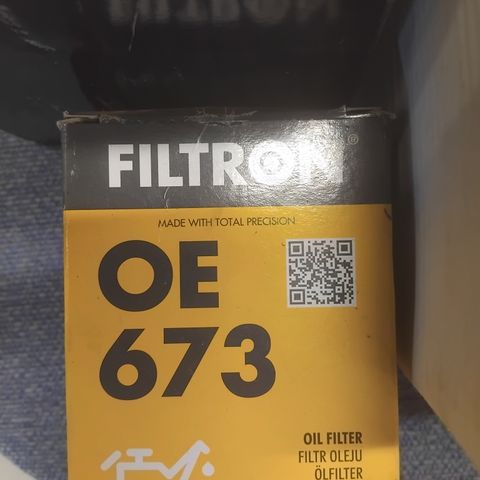 FILTRON®
MADE WITH TOTAL PRECISION
OE
673
OIL FILTER
FILTR OLEJU
ÖLFILTER